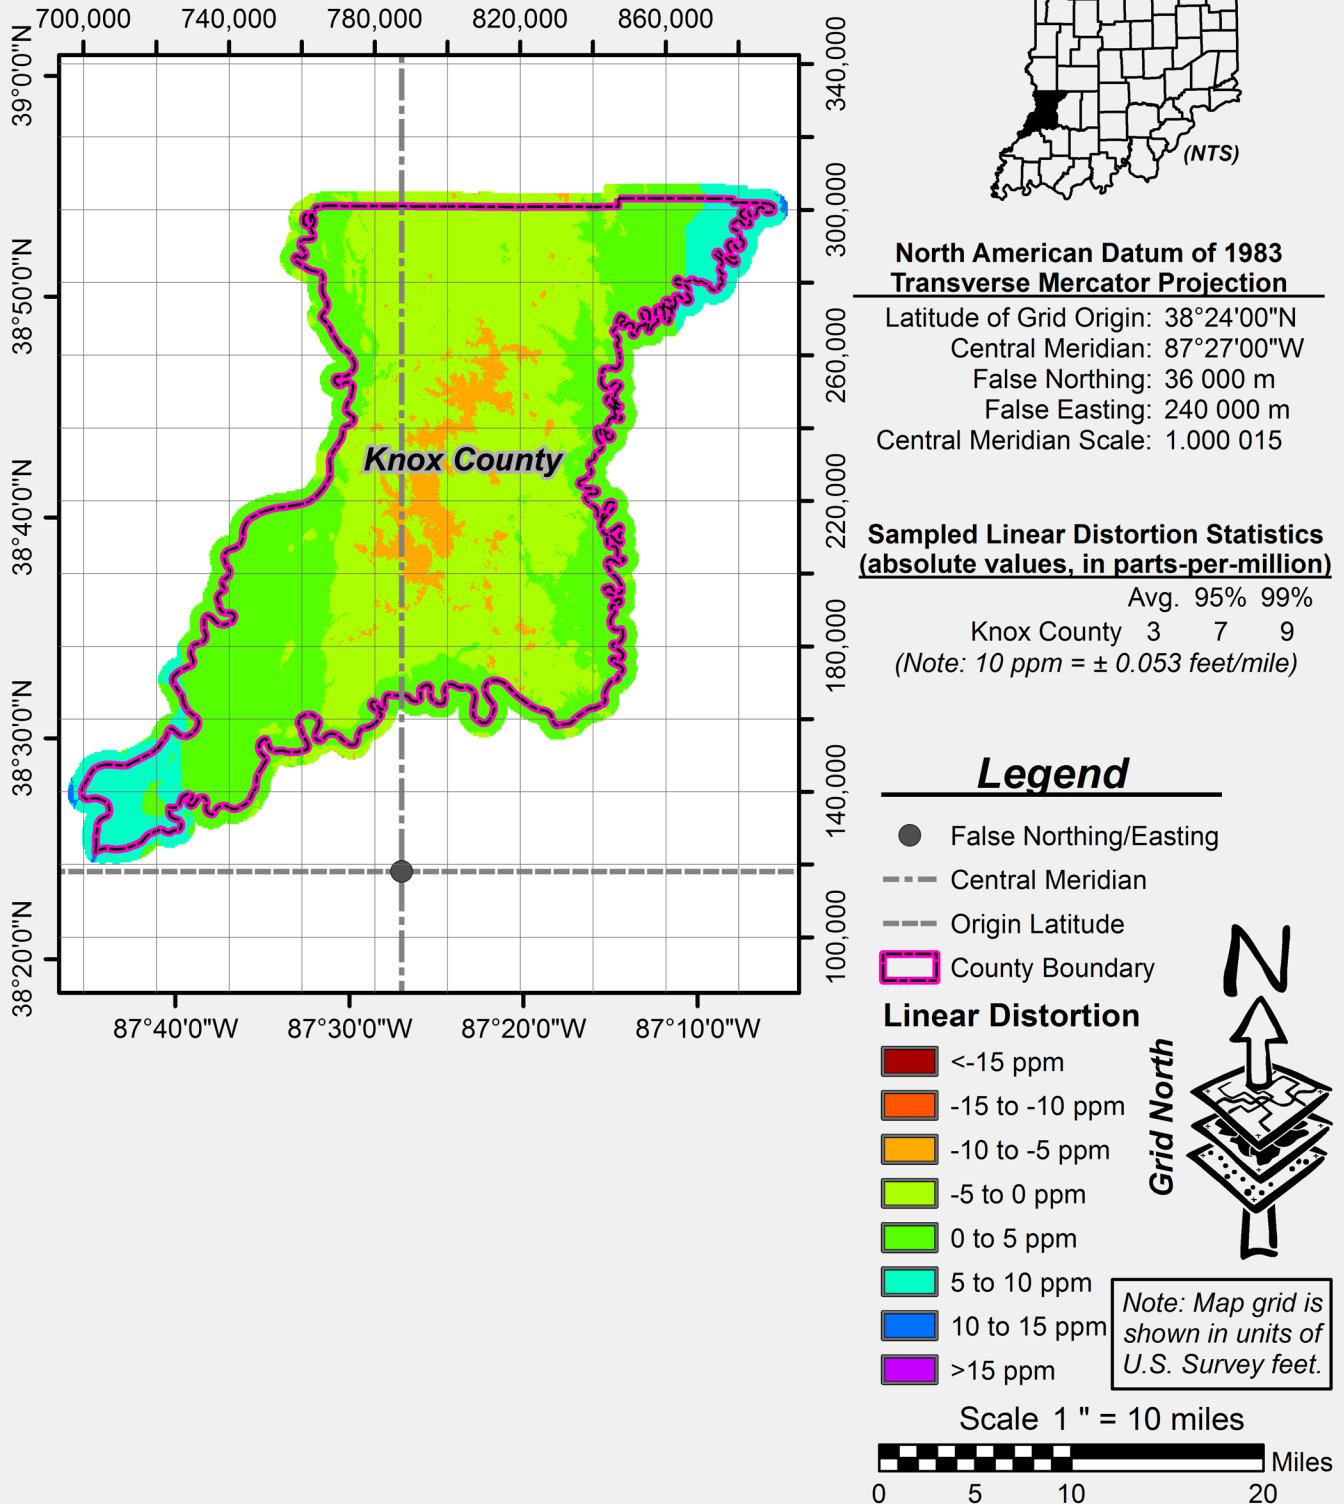 700,000 740,000 780,000 820,000 860,000
39°0'0"N
38°50'0"N
38°40'0"N
38°30'0"N
38°20'0"N
340,000
300,000
260,000
220,000
180,000
140,000
100,000
Knox County
87°40'0"W 87°30'0"W 87°20'0"W 87°10'0"W
(NTS)
North American Datum of 1983
Transverse Mercator Projection
Latitude of Grid Origin: 38°24'00"N
Central Meridian: 87°27'00"W
False Northing: 36 000 m
False Easting: 240 000 m
Central Meridian Scale: 1.000 015
Sampled Linear Distortion Statistics
(absolute values, in parts-per-million)
Avg. 95% 99%
Knox County 3 7 9
(Note: 10 ppm = ± 0.053 feet/mile)
Legend
False Northing/Easting
Central Meridian
Origin Latitude
County Boundary
Linear Distortion
<-15 ppm
-15 to -10 ppm
-10 to -5 ppm
-5 to 0 ppm
0 to 5 ppm
5 to 10 ppm
10 to 15 ppm
>15 ppm
N
Grid North
Note: Map grid is
shown in units of
U.S. Survey feet.
Scale 1 " = 10 miles
Miles
0 5 10 20